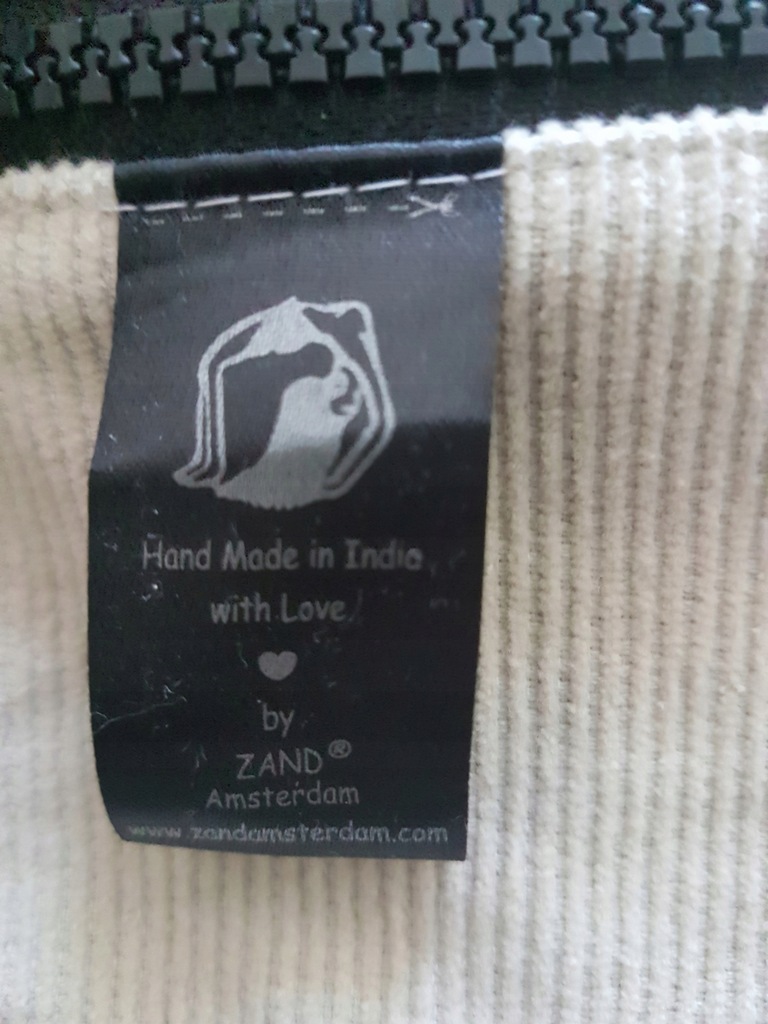 Hand Made in India
with Love
by
ZAND®
Amsterdam
www.zandamsterdam.com